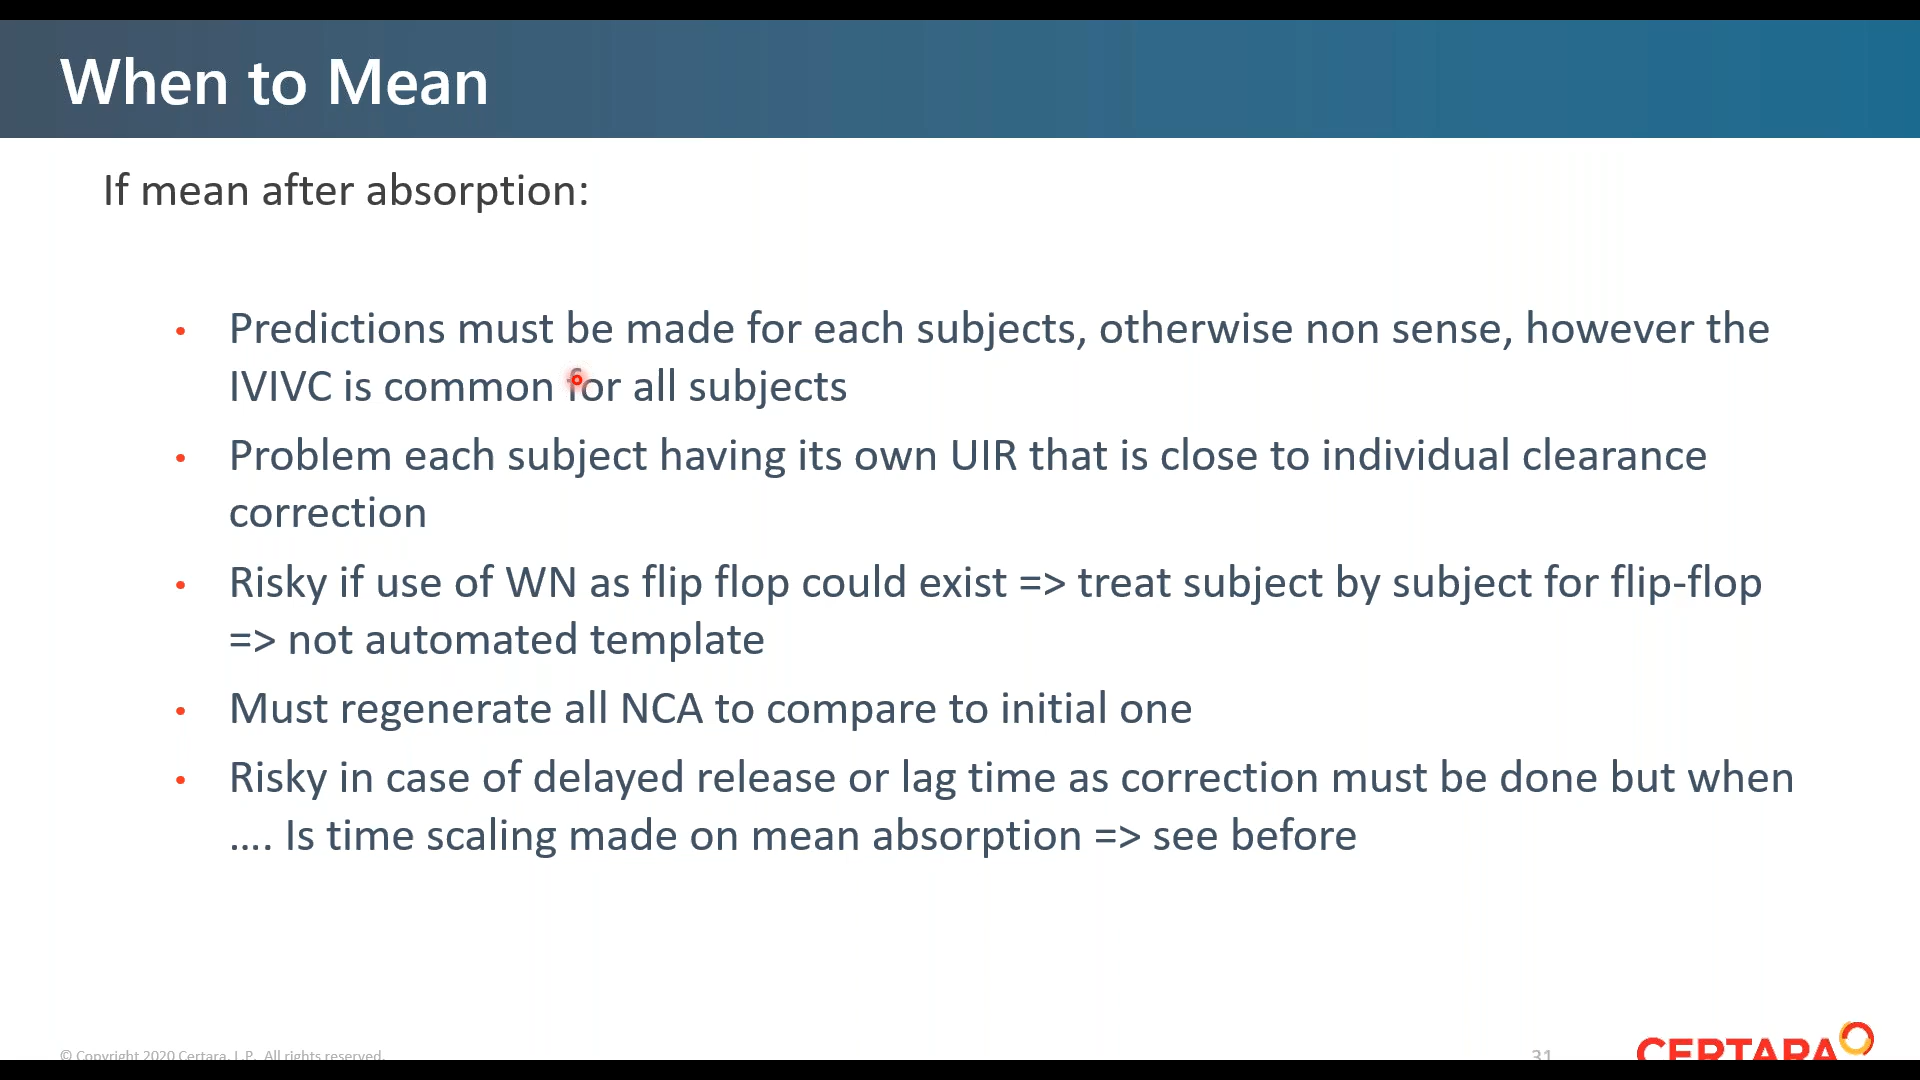 When to Mean
If mean after absorption:
• Predictions must be made for each subjects, otherwise non sense, however the
IVIVC is common for all subjects
• Problem each subject having its own UIR that is close to individual clearance
correction
• Risky if use of WN as flip flop could exist => treat subject by subject for flip-flop
=> not automated template
• Must regenerate all NCA to compare to initial one
• Risky in case of delayed release or lag time as correction must be done but when
…. Is time scaling made on mean absorption => see before
© Copyright 2020 Certara, L.P. All rights reserved.
31
CERTARA